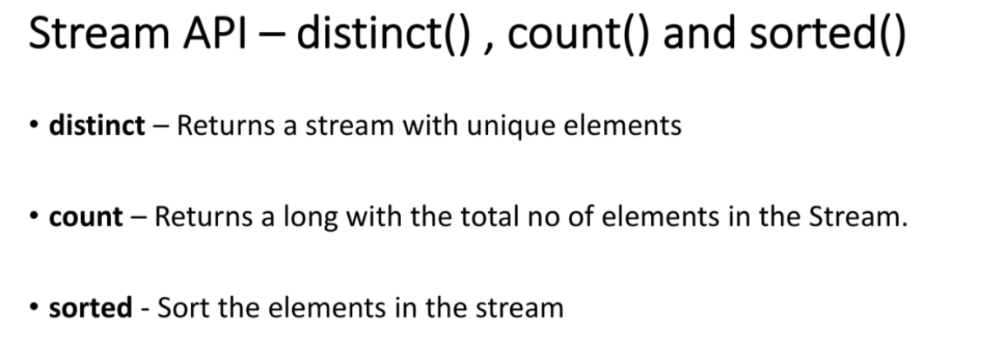 Stream API – distinct() , count() and sorted()
• distinct – Returns a stream with unique elements
• count – Returns a long with the total no of elements in the Stream.
• sorted - Sort the elements in the stream